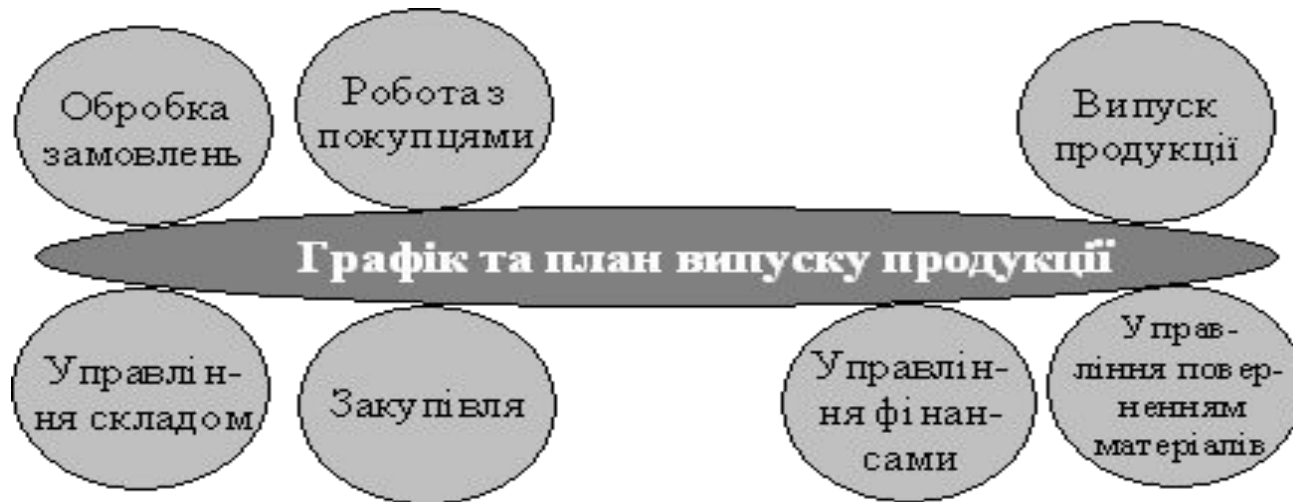 Обробка
замовлень
Робота з
покупцями
Випуск
продукції
Графік та план випуску продукції
Управлін-
ня складом
Закупівля
Управлін-
ня фінан-
сами
Управ-
ління повер-
ненням
матеріалів